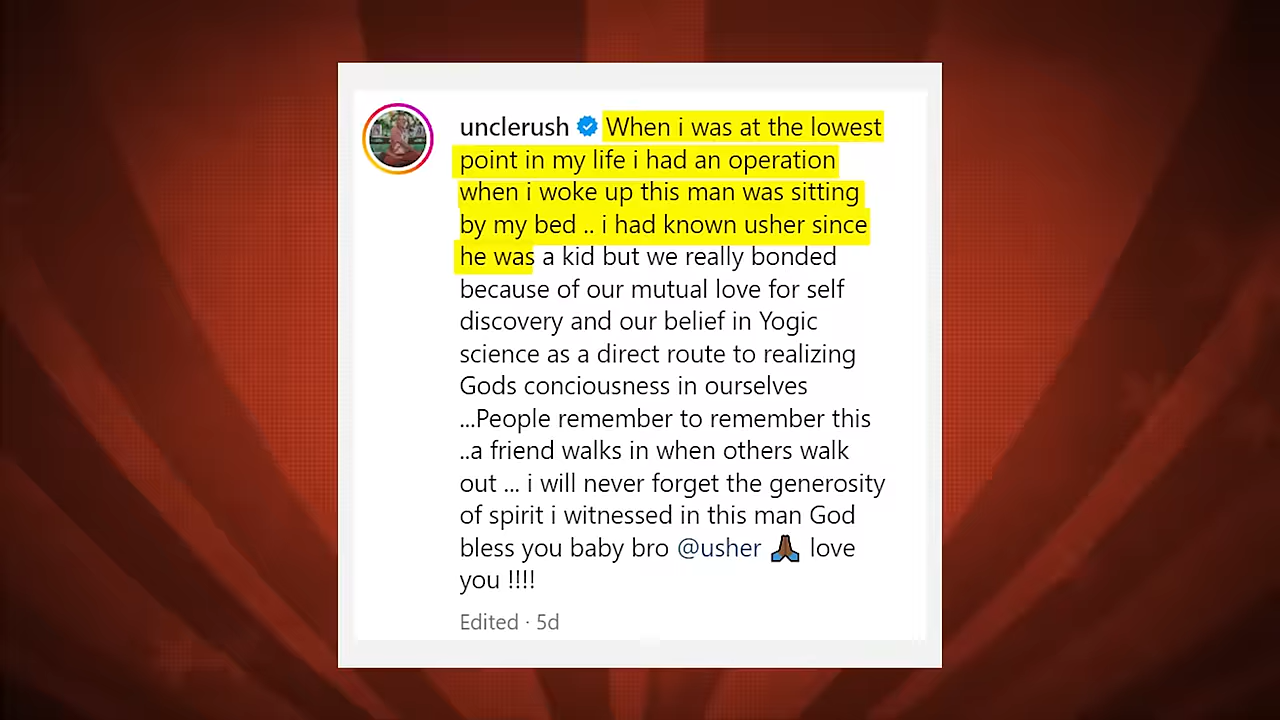 unclerush When i was at the lowest
point in my life i had an operation
when i woke up this man was sitting
by my bed .. i had known usher since
he was a kid but we really bonded
because of our mutual love for self
discovery and our belief in Yogic
science as a direct route to realizing
Gods conciousness in ourselves
...People remember to remember this
..a friend walks in when others walk
out ... i will never forget the generosity
of spirit i witnessed in this man God
bless you baby bro @usher 🙏🏾 love
you !!!!
Edited · 5d